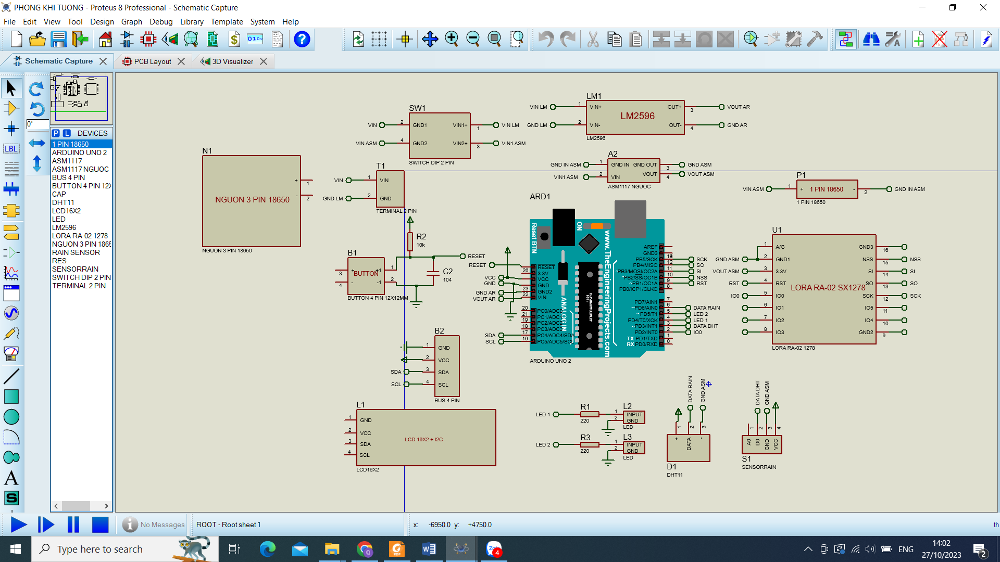 PHONG KHI TUONG - Proteus 8 Professional - Schematic Capture
File Edit View Tool Design Graph Debug Library Template System Help
Schematic Capture
PCB Layout
3D Visualizer
0°
LBL
P L DEVICES
1 PIN 18650
ARDUINO UNO 2
ASM1117
ASM1117 NGUOC
BUS 4 PIN
BUTTON 4 PIN 12X
CAP
DHT11
LCD16X2
LED
LM2596
LORA RA-02 1278
NGUON 3 PIN 1865
RAIN SENSOR
RES
SENSORRAIN
SWITCH DIP 2 PIN
TERMINAL 2 PIN
N1
NGUON 3 PIN 18650
+ 1
- 2
NGUON 3 PIN 18650
SW1
VIN 2 GND1 VIN1+ 1 VIN LM
VIN ASM 4 GND2 VIN2+ 3 VIN1 ASM
SWITCH DIP 2 PIN
LM1
VIN LM 1 VIN+ OUT+ 3 VOUT AR
LM2596
GND LM 2 VIN- OUT- 4 GND AR
LM2596
T1
VIN 1 VIN
GND LM 2 GND
TERMINAL 2 PIN
A2
GND IN ASM 1 GND IN GND OUT 3 GND ASM
VIN1 ASM 2 VIN VOUT 4 VOUT ASM
ASM1117 NGUOC
P1
VIN ASM 1 + 1 PIN 18650 - 2 GND IN ASM
1 PIN 18650
R2
10k
B1
3 + BUTTON +1 1
4 - -1 2
BUTTON 4 PIN 12X12MM
C2
104
RESET
ARD1
Reset BTN
ON
www.TheEngineeringProjects.com
ANALOG IN
1121
ATMEGA328P-PU
RESET RESET
26 3.3V
VCC VCC
GND GND
GND AR 23 GND2
VOUT AR 22 VIN
20 PC0/ADC0
21 PC1/ADC1
19 PC2/ADC2
18 PC3/ADC3
SDA 17 PC4/ADC4/SDA
SCL 16 PC5/ADC5/SCL
AREF
GND3
PB5/SCK SCK
PB4/MISO 12 SO
~PB3/MOSI/OC2A 11 SI
~PB2/SS/OC1B 10 NSS
~PB1/OC1A 9 RST
PB0/ICP1/CLKO 8
PD7/AIN1 7
~PD6/AIN0 6 DATA RAIN
~PD5/T1 5 LED 2
PD4/T0/XCK 4 LED 1
~PD3/INT1 3 DATA DHT
PD2/INT0 2 IO0
TX PD1/TXD 1
RX PD0/RXD 0
ARDUINO UNO 2
U1
LORA RA-02 SX1278
1 A/G
GND ASM 2 GND1
VOUT ASM 3 3.3V
RST 4 RST
IO0 5 IO0
6 IO1
7 IO2
8 IO3
GND3 16
NSS 15 NSS
SI 14 SI
SO 13 SO
SCK 12 SCK
IO5 11
IO4 10
GND2 9
LORA RA-02 1278
B2
1 GND
2 VCC
SDA 3 SDA
SCL 4 SCL
BUS 4 PIN
L1
1 GND
2 VCC
3 SDA
4 SCL
LCD 16X2 + I2C
LCD16X2
LED 1 R1 220 L2 1 INPUT 2 GND LED
LED 2 R3 220 L3 1 INPUT 2 GND LED
DATA RAIN
GND ASM
1 2 3
+ DATA -
D1
DHT11
DATA DHT
GND ASM
1 2 3 4
A0 D0 GND VCC
S1
SENSORRAIN
No Messages ROOT - Root sheet 1 x: -6950.0 y: +4750.0 th
Type here to search
4
ENG
14:02
27/10/2023
2